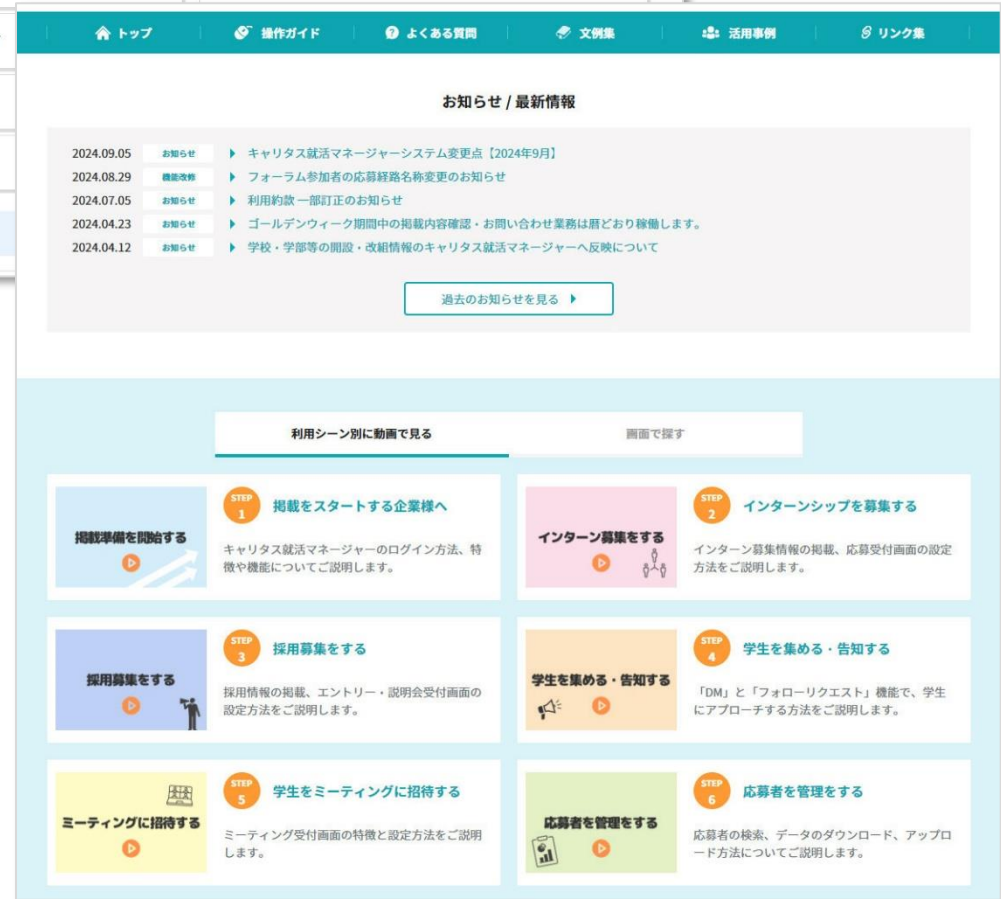 トップ
操作ガイド
よくある質問
文例集
活用事例
リンク集
お知らせ / 最新情報
2024.09.05 お知らせ キャリタス就活マネージャーシステム変更点【2024年9月】
2024.08.29 機能改修 フォーラム参加者の応募経路名称変更のお知らせ
2024.07.05 お知らせ 利用約款 一部訂正のお知らせ
2024.04.23 お知らせ ゴールデンウィーク期間中の掲載内容確認・お問い合わせ業務は暦どおり稼働します。
2024.04.12 お知らせ 学校・学部等の開設・改組情報のキャリタス就活マネージャーへ反映について
過去のお知らせを見る
利用シーン別に動画で見る
画面で探す
掲載準備を開始する
STEP
1
掲載をスタートする企業様へ
キャリタス就活マネージャーのログイン方法、特
徴や機能についてご説明します。
インターン募集をする
STEP
2
インターンシップを募集する
インターン募集情報の掲載、応募受付画面の設定
方法をご説明します。
採用募集をする
STEP
3
採用募集をする
採用情報の掲載、エントリー・説明会受付画面の
設定方法をご説明します。
学生を集める・告知する
STEP
4
学生を集める・告知する
「DM」と「フォローリクエスト」機能で、学生
にアプローチする方法をご説明します。
ミーティングに招待する
STEP
5
学生をミーティングに招待する
ミーティング受付画面の特徴と設定方法をご説明
します。
応募者を管理をする
STEP
6
応募者を管理をする
応募者の検索、データのダウンロード、アップロ
ード方法についてご説明します。